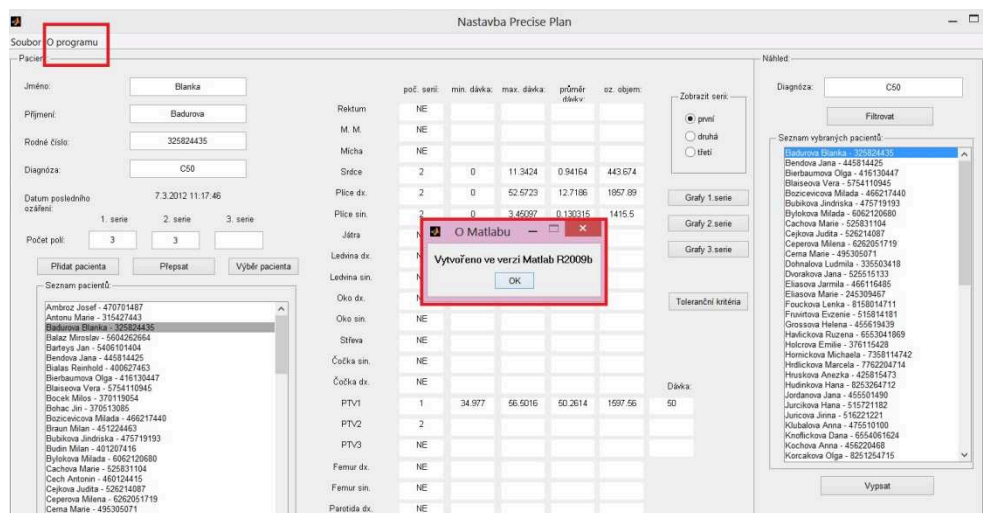 Nastavba Precise Plan
Soubor O programu
Pacient
Jméno: Blanka
Příjmení: Badurova
Rodné číslo: 325824435
Diagnóza: C50
Datum posledního ozáření: 7.3.2012 11:17:46
1. serie 2. serie 3. serie
Počet polí: 3 3
Přidat pacienta Přepsat Výběr pacienta
Seznam pacientů:
Ambroz Josef - 470701487
Antonu Marie - 315427443
Badurova Blanka - 325824435
Balaz Miroslav - 5604262664
Barteys Jan - 5406101404
Bendova Jana - 445814425
Bialas Reinhold - 400627463
Bierbaumova Olga - 416130447
Blaiseova Vera - 5754110945
Bocek Milos - 370119054
Bohac Jiri - 370513085
Bozicevicova Milada - 466217440
Braun Milan - 451224463
Bubikova Jindriska - 475719193
Budin Milan - 401207416
Bylokova Milada - 6062120680
Cachova Marie - 525831104
Cech Antonin - 460124415
Cejkova Judita - 526214087
Ceperova Milena - 6262051719
Cerna Marie - 495305071
poč. serií: min. dávka: max. dávka: průměr dávky: oz. objem:
Rektum NE
M. M. NE
Mícha NE
Srdce 2 0 11.3424 0.94164 443.674
Plíce dx. 2 0 52.5723 12.7186 1857.89
Plíce sin. 2 0 3.45097 0.130315 1415.5
Játra
Ledvina dx.
Ledvina sin.
Oko dx.
Oko sin. NE
Střeva NE
Čočka sin. NE
Čočka dx. NE
Dávka:
PTV1 1 34.977 56.5016 50.2614 1597.56 50
PTV2 2
PTV3 NE
Femur dx. NE
Femur sin. NE
Parotida dx. NE
O Matlabu
Vytvořeno ve verzi Matlab R2009b
OK
Zobrazit serii:
první
druhá
třetí
Grafy 1.serie
Grafy 2.serie
Grafy 3.serie
Toleranční kritéria
Náhled:
Diagnóza: C50
Filtrovat
Seznam vybraných pacientů:
Badurova Blanka - 325824435
Bendova Jana - 445814425
Bierbaumova Olga - 416130447
Blaiseova Vera - 5754110945
Bozicevicova Milada - 466217440
Bubikova Jindriska - 475719193
Bylokova Milada - 6062120680
Cachova Marie - 525831104
Cejkova Judita - 526214087
Ceperova Milena - 6262051719
Cerna Marie - 495305071
Dohnalova Ludmila - 335503418
Dvorakova Jana - 525515133
Eliasova Jarmila - 466116485
Eliasova Marie - 245309467
Fouckova Lenka - 8158014711
Fruvirtova Evzenie - 515814181
Grossova Helena - 455619439
Havlickova Ruzena - 6553041869
Holcrova Emilie - 376115428
Hornickova Michaela - 7358114742
Hrdlickova Marcela - 7762204714
Hruskova Anezka - 425815473
Hudinkova Hana - 8253264712
Jordanova Jana - 455501490
Jurcikova Hana - 515721182
Juricova Jirina - 516221221
Klubalova Anna - 475510100
Knoflickova Dana - 6554061624
Kochova Anna - 456220468
Korcakova Olga - 8251254715
Vypsat